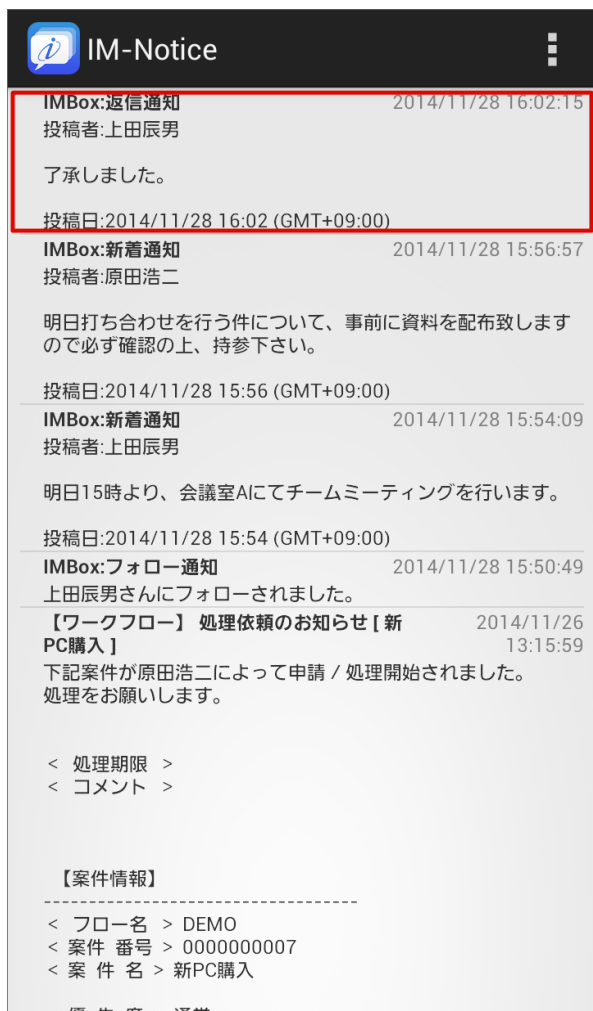 IM-Notice
IMBox:返信通知 2014/11/28 16:02:15
投稿者:上田辰男
了承しました。
投稿日:2014/11/28 16:02 (GMT+09:00)
IMBox:新着通知 2014/11/28 15:56:57
投稿者:原田浩二
明日打ち合わせを行う件について、事前に資料を配布致します
ので必ず確認の上、持参下さい。
投稿日:2014/11/28 15:56 (GMT+09:00)
IMBox:新着通知 2014/11/28 15:54:09
投稿者:上田辰男
明日15時より、会議室Aにてチームミーティングを行います。
投稿日:2014/11/28 15:54 (GMT+09:00)
IMBox:フォロー通知 2014/11/28 15:50:49
上田辰男さんにフォローされました。
【ワークフロー】 処理依頼のお知らせ [ 新 2014/11/26
PC購入 ] 13:15:59
下記案件が原田浩二によって申請 / 処理開始されました。
処理をお願いします。
< 処理期限 >
< コメント >
【案件情報】
----------------------------------
< フロー名 > DEMO
< 案件 番号 > 0000000007
< 案 件 名 > 新PC購入